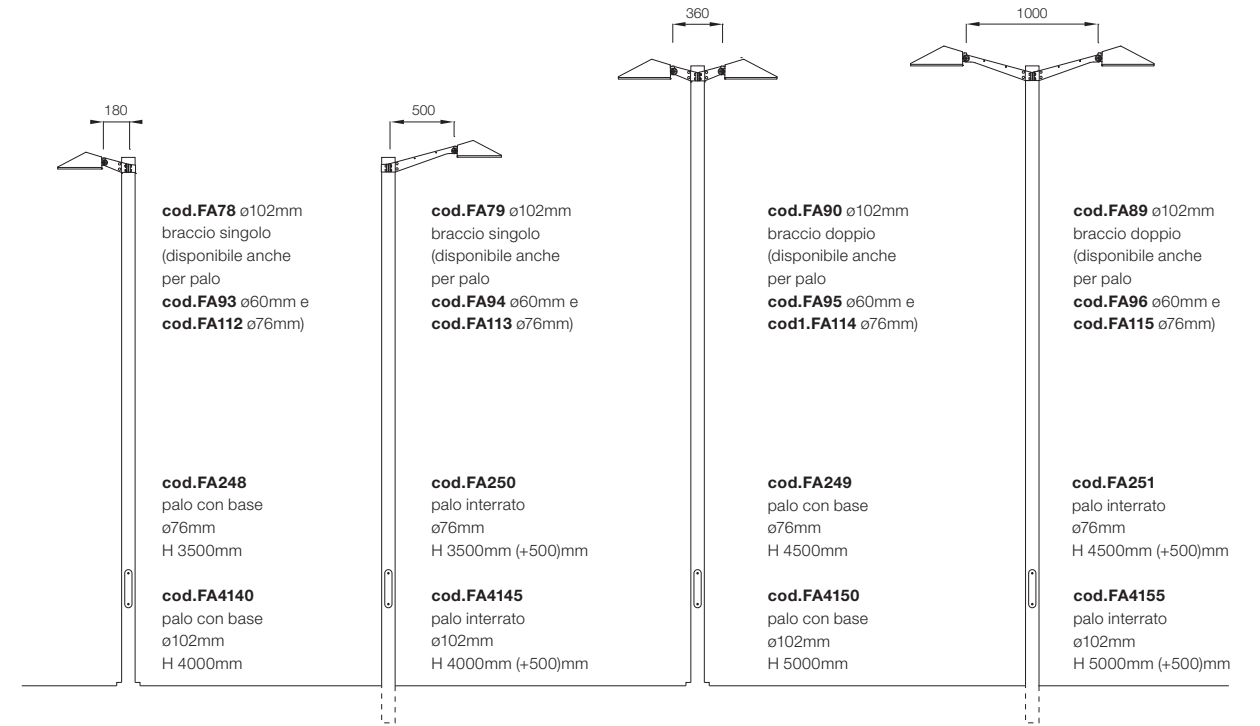 360
1000
180
500
cod.FA78 ø102mm
braccio singolo
(disponibile anche
per palo
cod.FA93 ø60mm e
cod.FA112 ø76mm)
cod.FA79 ø102mm
braccio singolo
(disponibile anche
per palo
cod.FA94 ø60mm e
cod.FA113 ø76mm)
cod.FA90 ø102mm
braccio doppio
(disponibile anche
per palo
cod.FA95 ø60mm e
cod1.FA114 ø76mm)
cod.FA89 ø102mm
braccio doppio
(disponibile anche
per palo
cod.FA96 ø60mm e
cod.FA115 ø76mm)
cod.FA248
palo con base
ø76mm
H 3500mm
cod.FA250
palo interrato
ø76mm
H 3500mm (+500)mm
cod.FA249
palo con base
ø76mm
H 4500mm
cod.FA251
palo interrato
ø76mm
H 4500mm (+500)mm
cod.FA4140
palo con base
ø102mm
H 4000mm
cod.FA4145
palo interrato
ø102mm
H 4000mm (+500)mm
cod.FA4150
palo con base
ø102mm
H 5000mm
cod.FA4155
palo interrato
ø102mm
H 5000mm (+500)mm